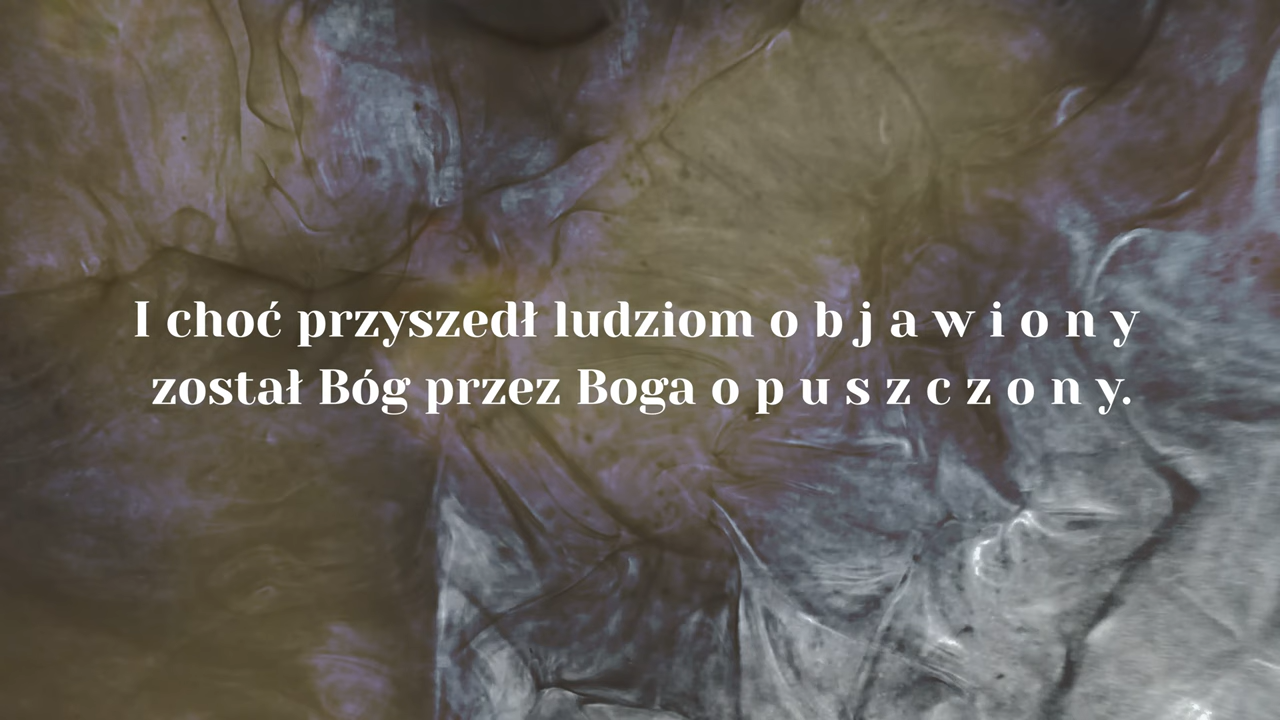 I choć przyszedł ludziom o b j a w i o n y
został Bóg przez Boga o p u s z c z o n y.